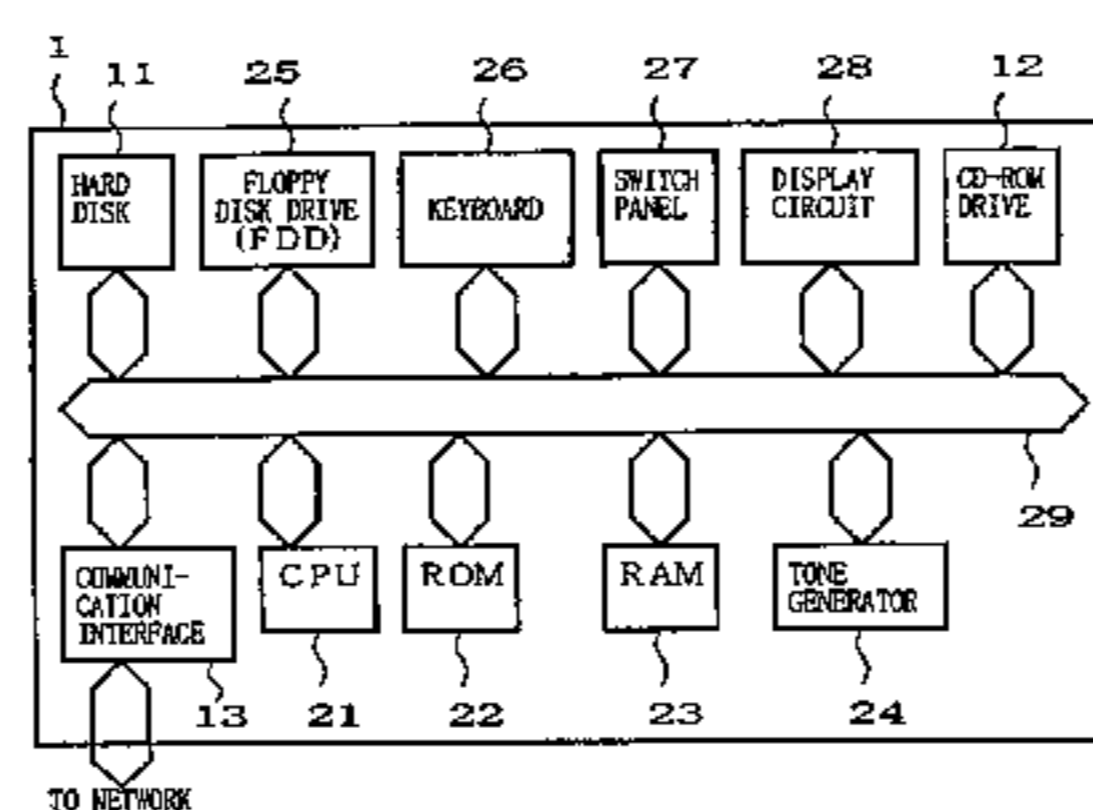 1
11 25 26 27 28 12
HARD
DISK
FLOPPY
DISK DRIVE
(FDD)
KEYBOARD
SWITCH
PANEL
DISPLAY
CIRCUIT
CD-ROM
DRIVE
29
COMMUNI-
CATION
INTERFACE
CPU
ROM
RAM
TONE
GENERATOR
13 21 22 23 24
TO NETWORK